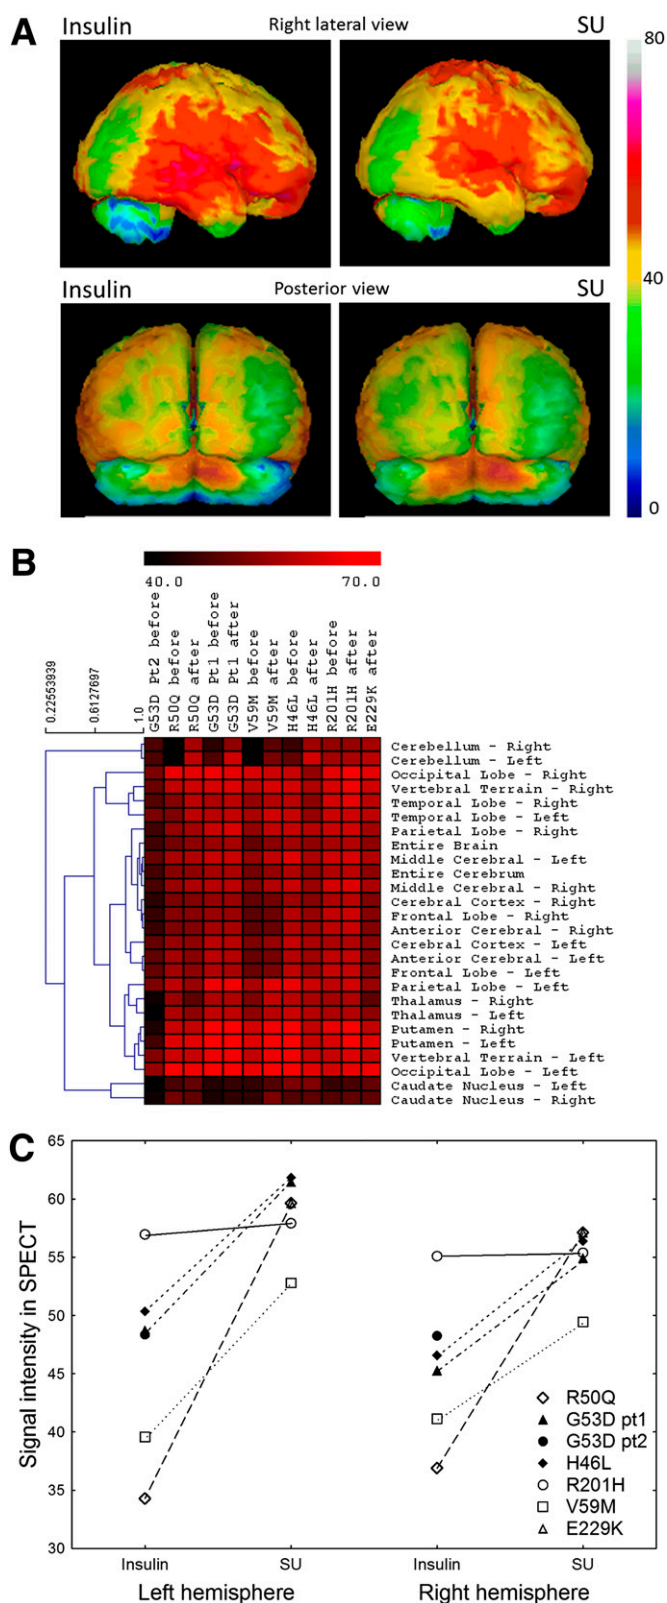 A
Insulin
Right lateral view
SU
80
Insulin
Posterior view
SU
40
0
B
40.0
70.0
0.22553939
0.6127697
1.0
G53D Pt2 before
R50Q before
R50Q after
G53D Pt1 before
G53D Pt1 after
V59M before
V59M after
H46L before
H46L after
R201H before
R201H after
E229K after
Cerebellum - Right
Cerebellum - Left
Occipital Lobe - Right
Vertebral Terrain - Right
Temporal Lobe - Right
Temporal Lobe - Left
Parietal Lobe - Right
Entire Brain
Middle Cerebral - Left
Entire Cerebrum
Middle Cerebral - Right
Cerebral Cortex - Right
Frontal Lobe - Right
Anterior Cerebral - Right
Cerebral Cortex - Left
Anterior Cerebral - Left
Frontal Lobe - Left
Parietal Lobe - Left
Thalamus - Right
Thalamus - Left
Putamen - Right
Putamen - Left
Vertebral Terrain - Left
Occipital Lobe - Left
Caudate Nucleus - Left
Caudate Nucleus - Right
C
Signal intensity in SPECT
65
60
55
50
45
40
35
30
R50Q
G53D pt1
G53D pt2
H46L
R201H
V59M
E229K
Insulin
SU
Insulin
SU
Left hemisphere
Right hemisphere